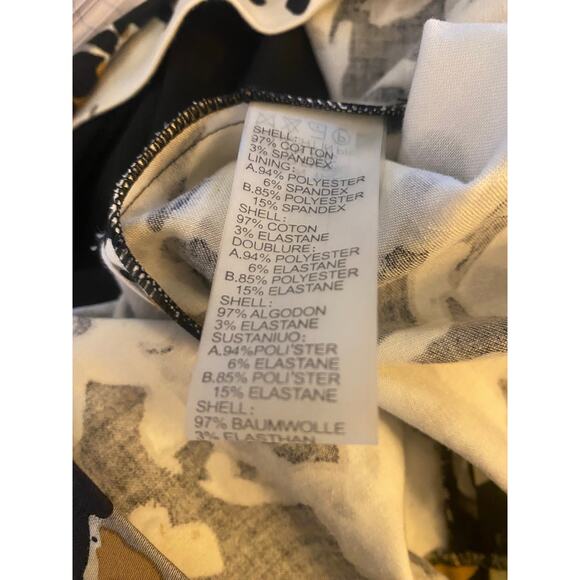 SHELL:
97% COTTON
3% SPANDEX
LINING:
A.94% POLYESTER
6% SPANDEX
B.85% POLYESTER
15% SPANDEX
SHELL:
97% COTON
3% ELASTANE
DOUBLURE:
A.94% POLYESTER
6% ELASTANE
B.85% POLYESTER
15% ELASTANE
SHELL:
97% ALGODON
3% ELASTANE
SUSTANIUO:
A.94%POLI'STER
6% ELASTANE
B.85% POLI'STER
15% ELASTANE
SHELL:
97% BAUMWOLLE
3% ELASTHAN